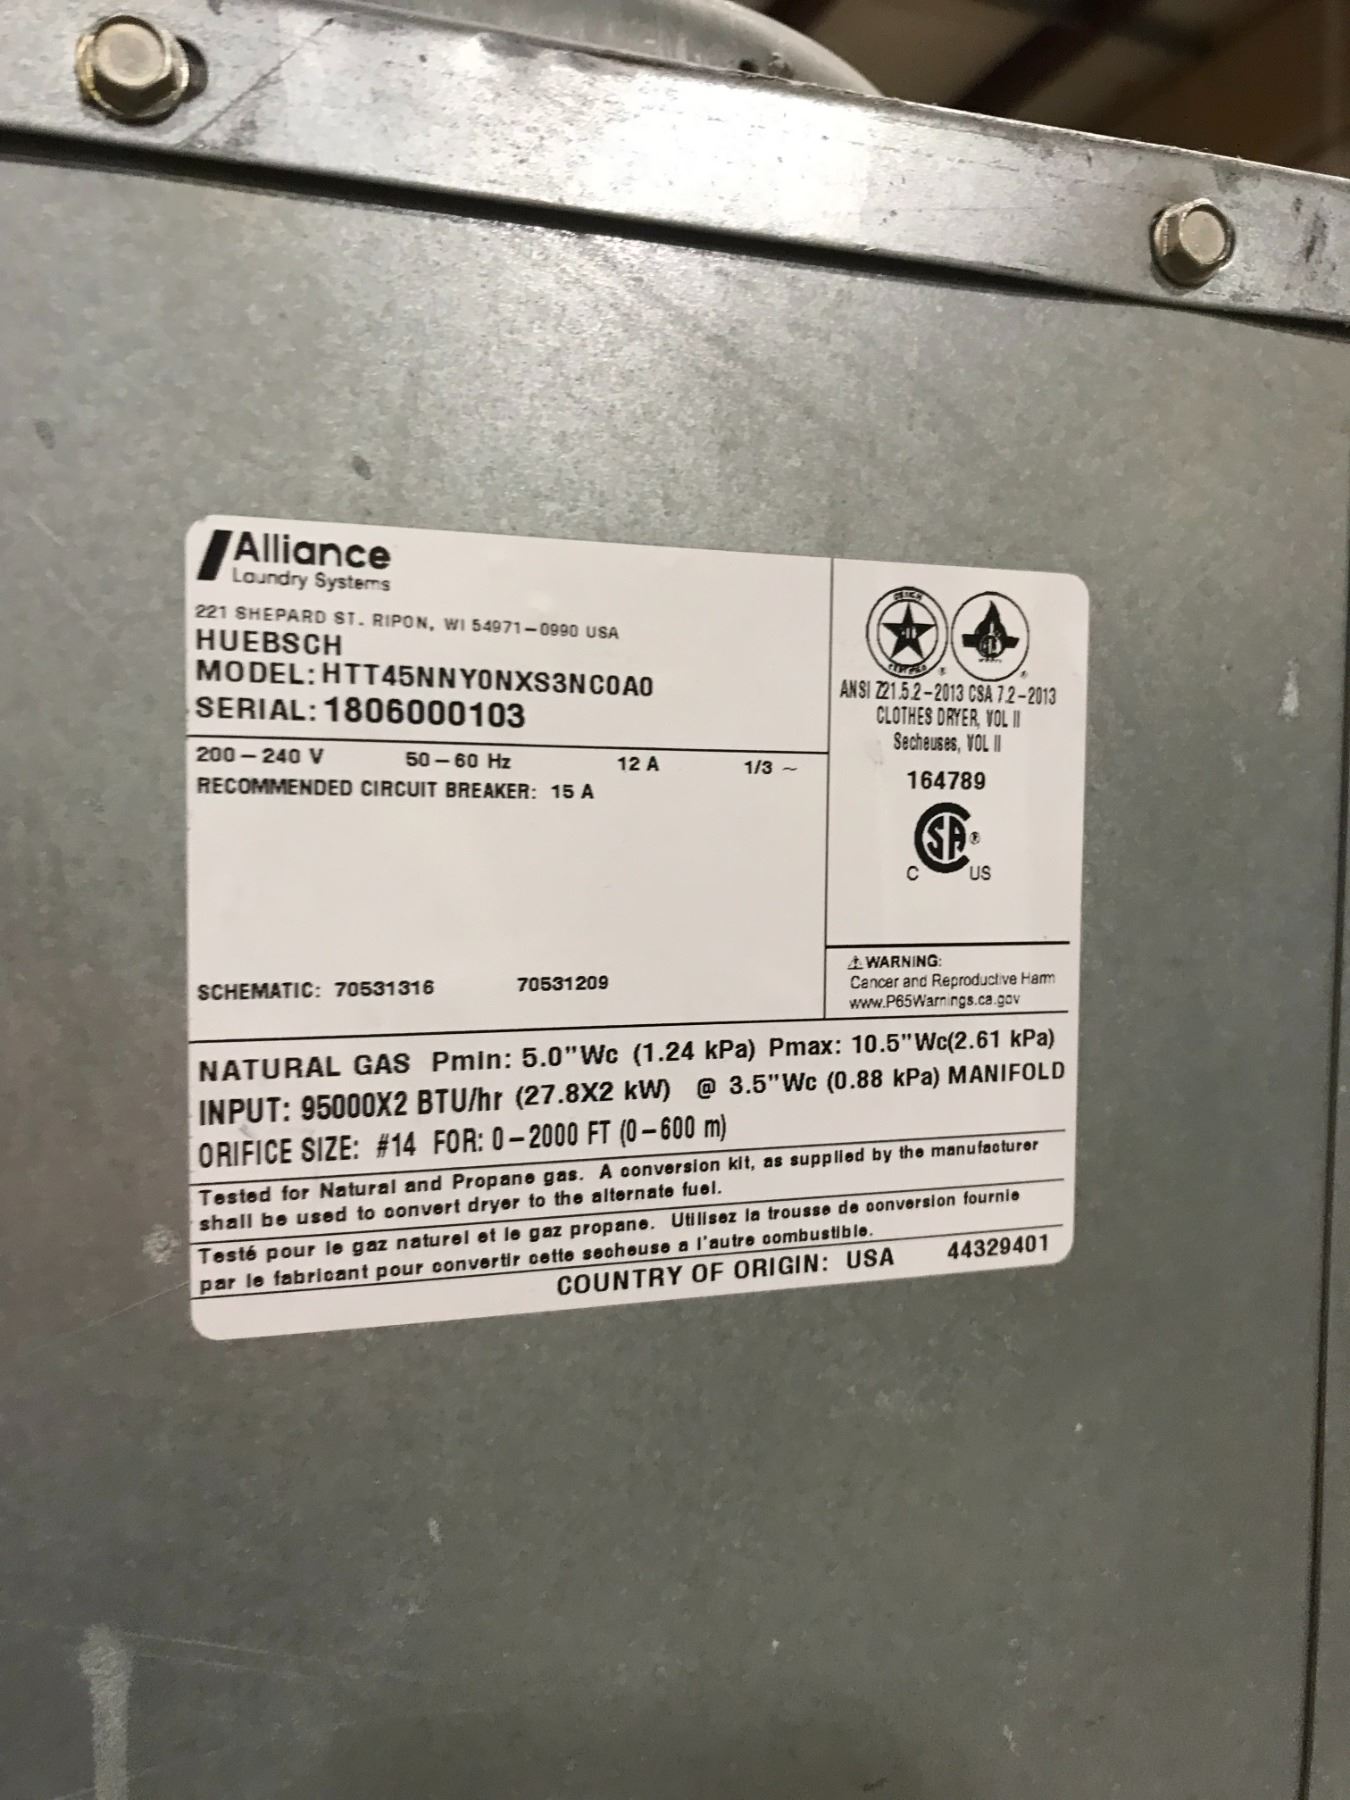 Alliance
Laundry Systems
221 SHEPARD ST. RIPON, WI 54971-0990 USA
HUEBSCH
MODEL: HTT45NNY0NXS3NC0A0
SERIAL: 1806000103
200-240 V 50-60 Hz 12 A 1/3 ~
RECOMMENDED CIRCUIT BREAKER: 15 A
SCHEMATIC: 70531316 70531209
DESIGN
CERTIFIED
ANSI Z21.5.2-2013 CSA 7.2-2013
CLOTHES DRYER, VOL II
Secheuses, VOL II
164789
C SA® US
⚠ WARNING:
Cancer and Reproductive Harm
www.P65Warnings.ca.gov
NATURAL GAS Pmin: 5.0"Wc (1.24 kPa) Pmax: 10.5"Wc(2.61 kPa)
INPUT: 95000X2 BTU/hr (27.8X2 kW) @ 3.5"Wc (0.88 kPa) MANIFOLD
ORIFICE SIZE: #14 FOR: 0-2000 FT (0-600 m)
Tested for Natural and Propane gas. A conversion kit, as supplied by the manufacturer
shall be used to convert dryer to the alternate fuel.
Testé pour le gaz naturel et le gaz propane. Utilisez la trousse de conversion fournie
par le fabricant pour convertir cette secheuse a l'autre combustible.
COUNTRY OF ORIGIN: USA 44329401